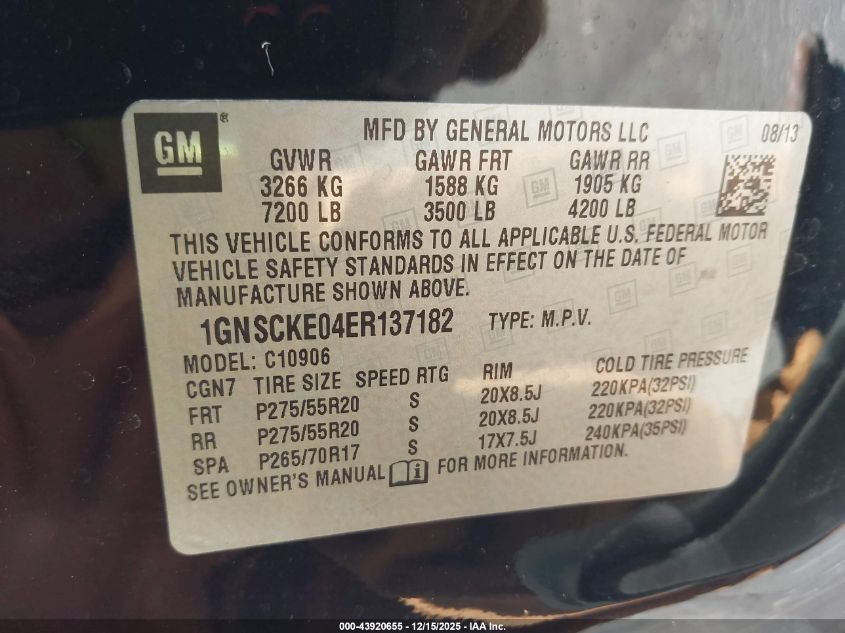 GM®
MFD BY GENERAL MOTORS LLC 08/13
GVWR GAWR FRT GAWR RR
3266 KG 1588 KG 1905 KG
7200 LB 3500 LB 4200 LB
THIS VEHICLE CONFORMS TO ALL APPLICABLE U.S. FEDERAL MOTOR
VEHICLE SAFETY STANDARDS IN EFFECT ON THE DATE OF
MANUFACTURE SHOWN ABOVE.
1GNSCKE04ER137182 TYPE: M.P.V.
MODEL: C10906
CGN7 TIRE SIZE SPEED RTG RIM COLD TIRE PRESSURE
FRT P275/55R20 S 20X8.5J 220KPA(32PSI)
RR P275/55R20 S 20X8.5J 220KPA(32PSI)
SPA P265/70R17 S 17X7.5J 240KPA(35PSI)
SEE OWNER'S MANUAL i FOR MORE INFORMATION.
000-43920655 - 12/15/2025 - IAA, Inc.